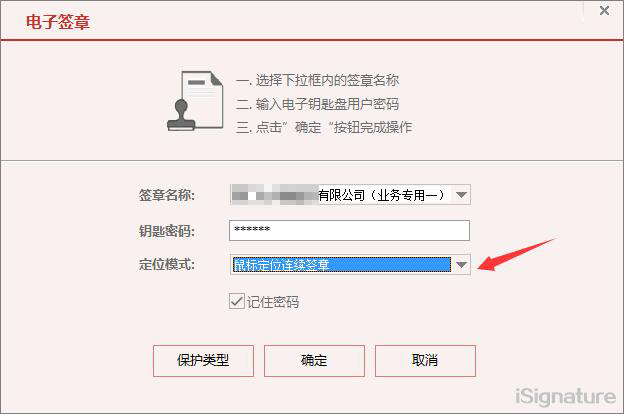 电子签章
一. 选择下拉框内的签章名称
二. 输入电子钥匙盘用户密码
三. 点击”确定“按钮完成操作
签章名称: 有限公司（业务专用一）
钥匙密码: ******
定位模式: 鼠标定位连续签章
记住密码
保护类型 确定 取消
iSignature